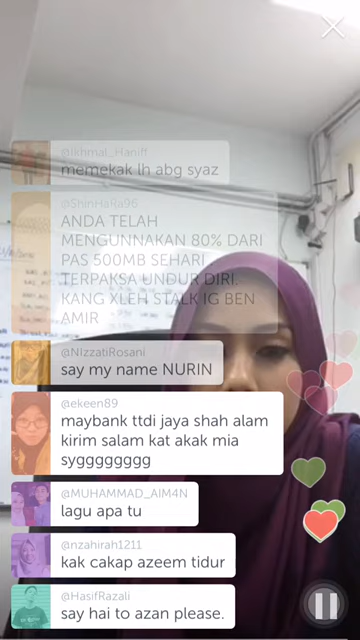 @ikhmal_Haniff
memekak lh abg syaz
@ShinHaRa96
ANDA TELAH
MENGUNNAKAN 80% DARI
PAS 500MB SEHARI
TERPAKSA UNDUR DIRI.
KANG XLEH STALK IG BEN
AMIR
@NIzzatiRosani
say my name NURIN
@ekeen89
maybank ttdi jaya shah alam
kirim salam kat akak mia
syggggggggg
@MUHAMMAD_AIM4N
lagu apa tu
@nzahirah1211
kak cakap azeem tidur
@HasifRazali
say hai to azan please.